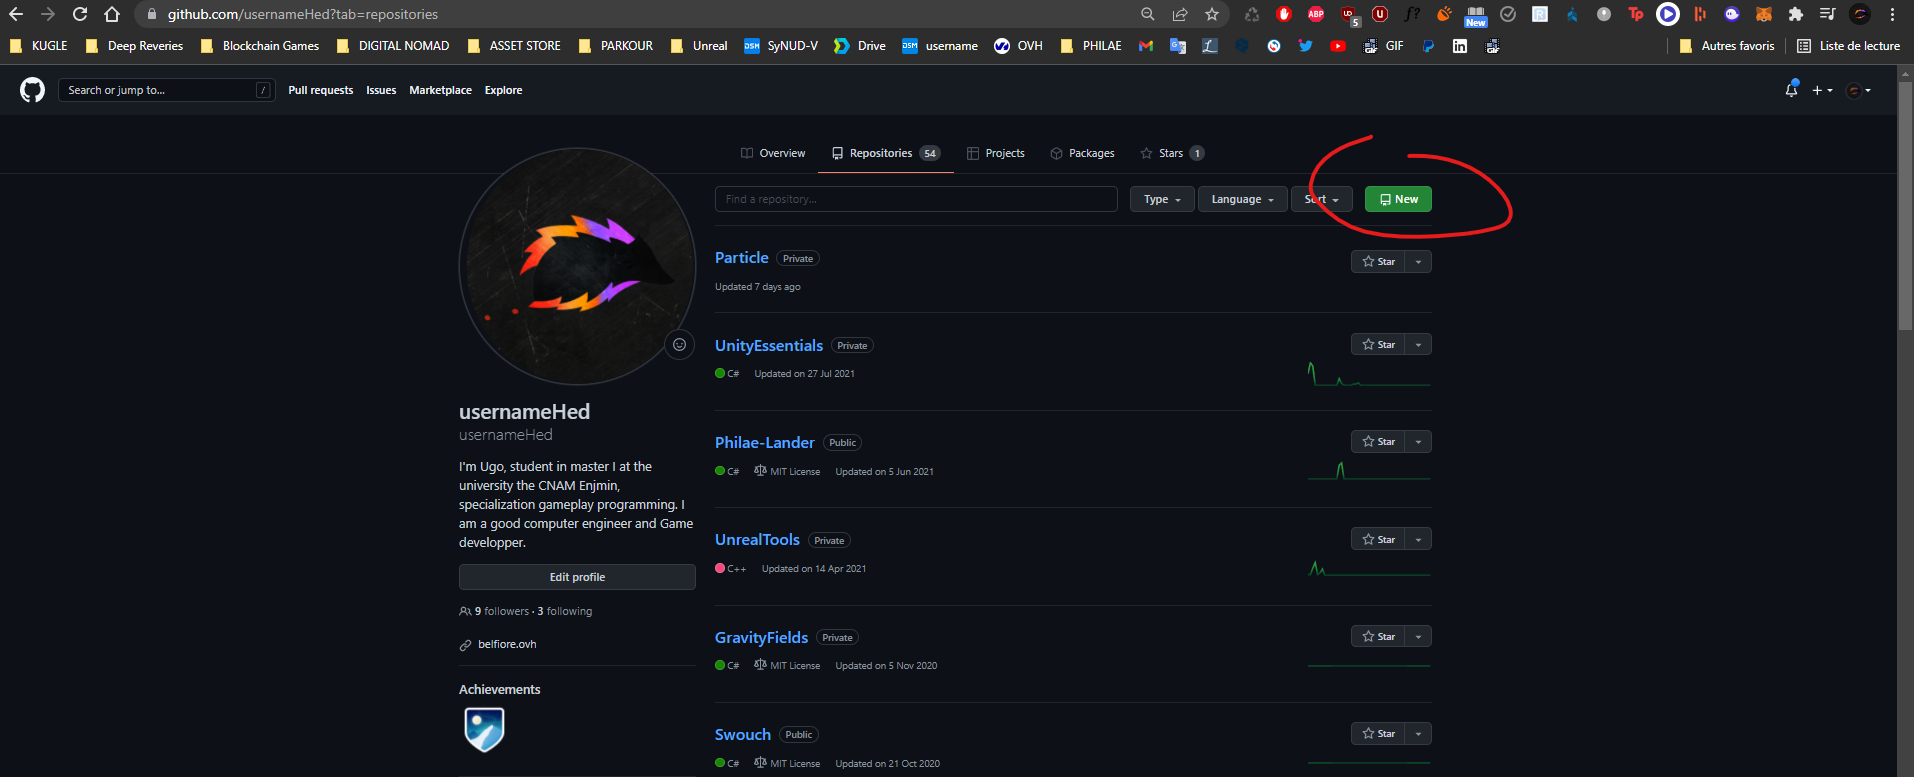 github.com/usernameHed?tab=repositories
ABP
5
f?
New
Tp
KUGLE
Deep Reveries
Blockchain Games
DIGITAL NOMAD
ASSET STORE
PARKOUR
Unreal
DSM
SyNUD-V
Drive
DSM
username
OVH
PHILAE
GIF
Autres favoris
Liste de lecture
Search or jump to...
/
Pull requests
Issues
Marketplace
Explore
Overview
Repositories 54
Projects
Packages
Stars 1
Find a repository...
Type
Language
Sort
New
Particle Private
Star
Updated 7 days ago
UnityEssentials Private
Star
C# Updated on 27 Jul 2021
Philae-Lander Public
Star
C# MIT License Updated on 5 Jun 2021
UnrealTools Private
Star
C++ Updated on 14 Apr 2021
GravityFields Private
Star
C# MIT License Updated on 5 Nov 2020
Swouch Public
Star
C# MIT License Updated on 21 Oct 2020
usernameHed
usernameHed
I'm Ugo, student in master I at the
university the CNAM Enjmin,
specialization gameplay programming. I
am a good computer engineer and Game
developper.
Edit profile
9 followers · 3 following
belfiore.ovh
Achievements